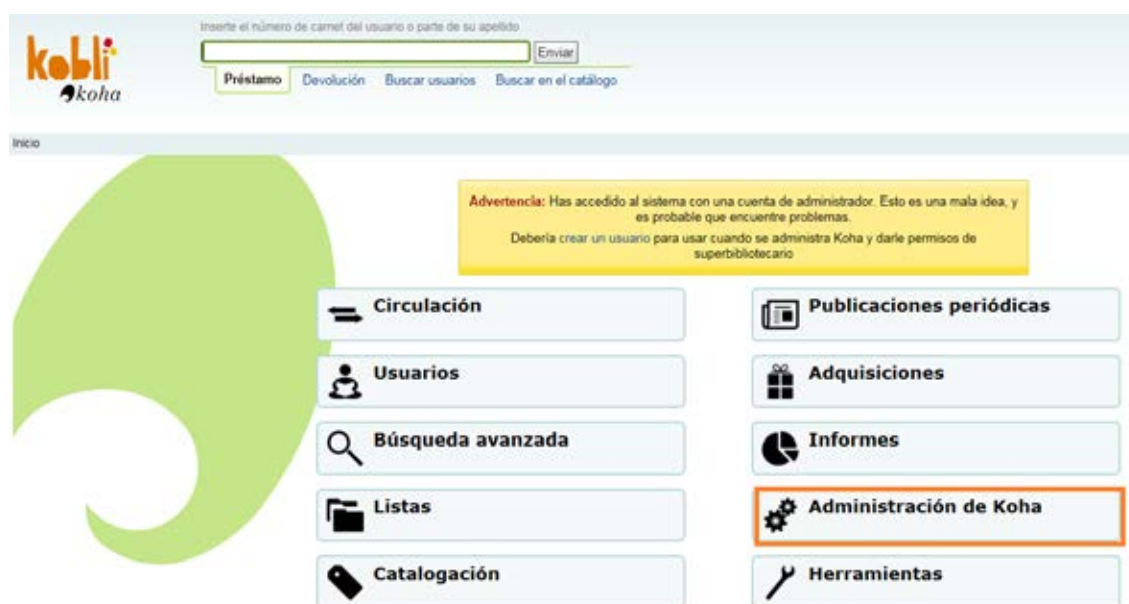 Inserte el número de carnet del usuario o parte de su apellido
Enviar
Préstamo Devolución Buscar usuarios Buscar en el catálogo
kobli
koha
Inicio
Advertencia: Has accedido al sistema con una cuenta de administrador. Esto es una mala idea, y
es probable que encuentre problemas.
Debería crear un usuario para usar cuando se administra Koha y darle permisos de
superbibliotecario
Circulación
Publicaciones periódicas
Usuarios
Adquisiciones
Búsqueda avanzada
Informes
Listas
Administración de Koha
Catalogación
Herramientas